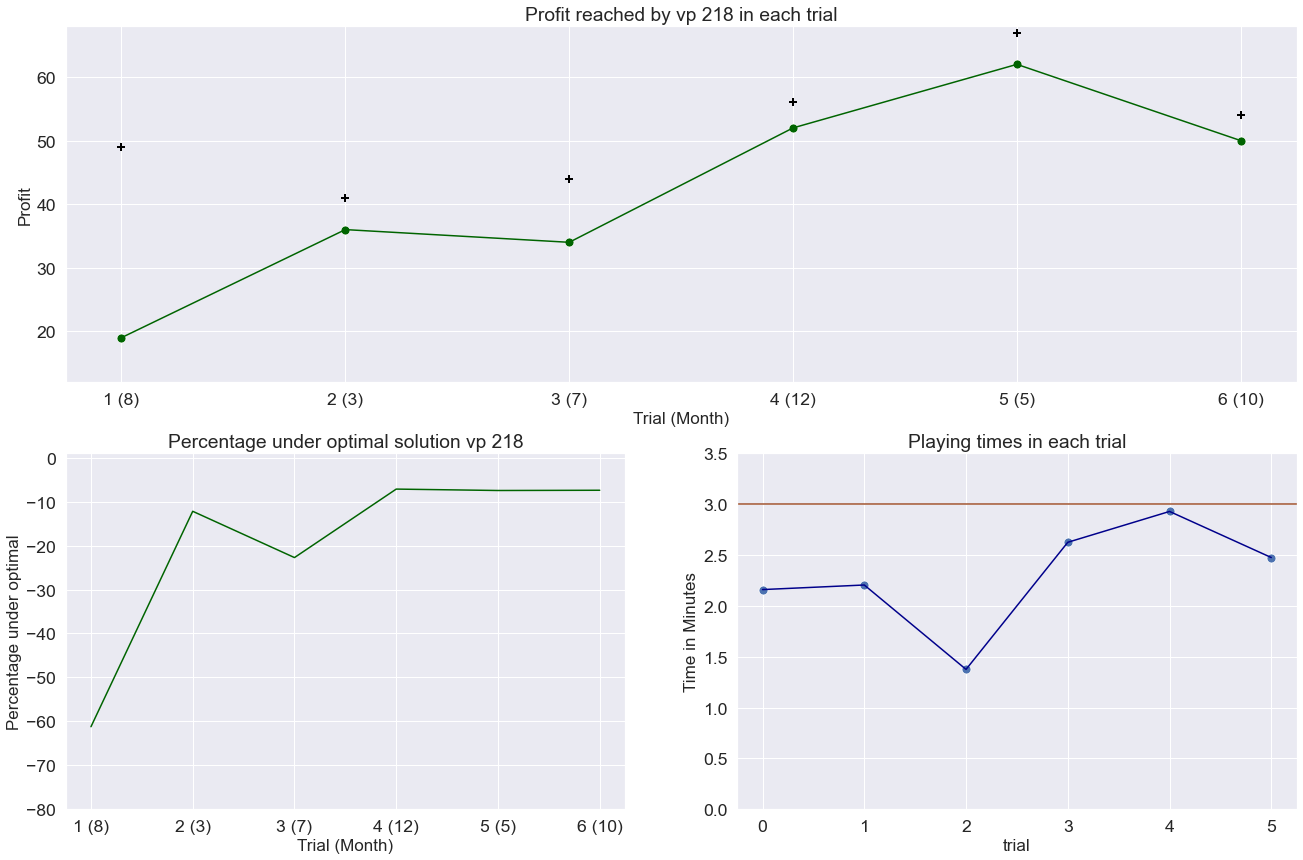 Profit reached by vp 218 in each trial
60
50
40
30
20
Profit
1 (8) 2 (3) 3 (7) 4 (12) 5 (5) 6 (10)
Trial (Month)
Percentage under optimal solution vp 218
0
−10
−20
−30
−40
−50
−60
−70
−80
Percentage under optimal
1 (8) 2 (3) 3 (7) 4 (12) 5 (5) 6 (10)
Trial (Month)
Playing times in each trial
3.5
3.0
2.5
2.0
1.5
1.0
0.5
0.0
Time in Minutes
0 1 2 3 4 5
trial